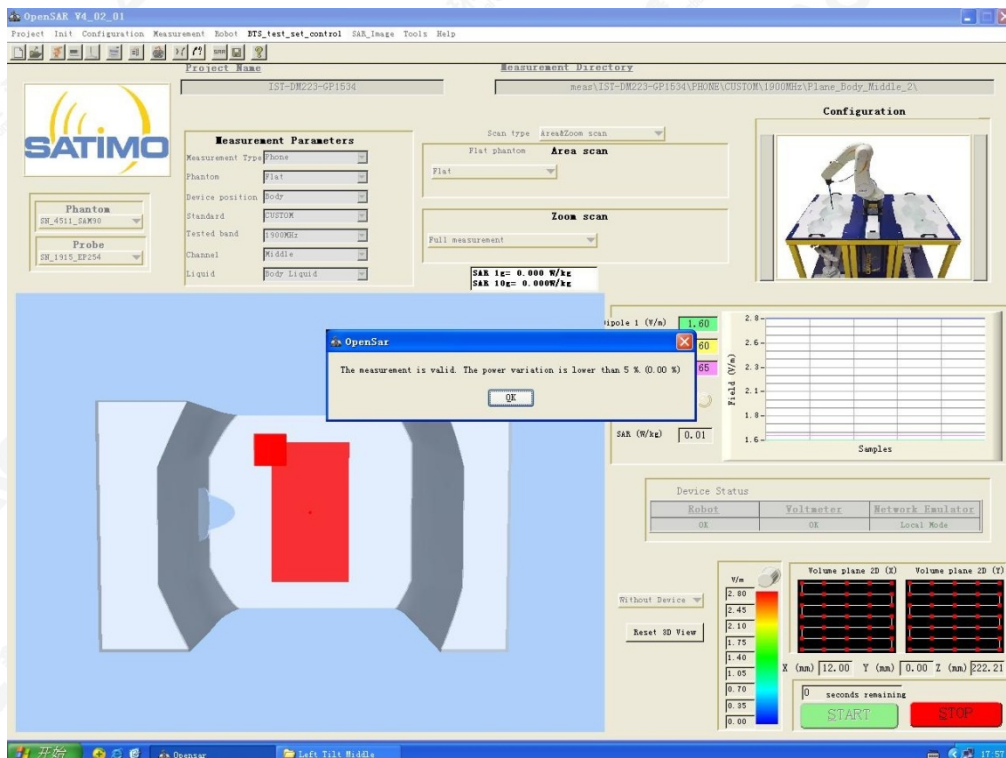 OpenSAR V4_02_01
Project Init Configuration Measurement Robot BTS_test_set_control SAR_Image Tools Help
Project Name
Measurement Directory
IST-DM223-GP1534
meas\IST-DM223-GP1534\PHONE\CUSTOM\1900MHz\Plane_Body_Middle_2\
Configuration
SATIMO
Measurement Parameters
Measurement Type Phone
Phantom Flat
Device position Body
Standard CUSTOM
Tested band 1900MHz
Channel Middle
Liquid Body Liquid
Scan type Area&Zoom scan
Flat phantom Area scan
Flat
Zoom scan
Full measurement
SAR 1g= 0.000 W/kg
SAR 10g= 0.000W/kg
Phantom
SN_4511_SAM90
Probe
SN_1915_EP254
ipole 1 (V/m) 1.60
60
65
SAR (W/kg) 0.01
OpenSar
The measurement is valid. The power variation is lower than 5 %.(0.00 %)
OK
Field (V/m)
2.8
2.6
2.3
2.1
1.8
1.6
Samples
Device Status
Robot Voltmeter Network Emulator
OK OK Local Mode
Without Device
Reset 3D View
V/m
2.80
2.45
2.10
1.75
1.40
1.05
0.70
0.35
0.00
Volume plane 2D (X) Volume plane 2D (Y)
X (mm) 12.00 Y (mm) 0.00 Z (mm) 222.21
0 seconds remaining
START STOP
开始 Opensar Left Tilt Middle 17:57